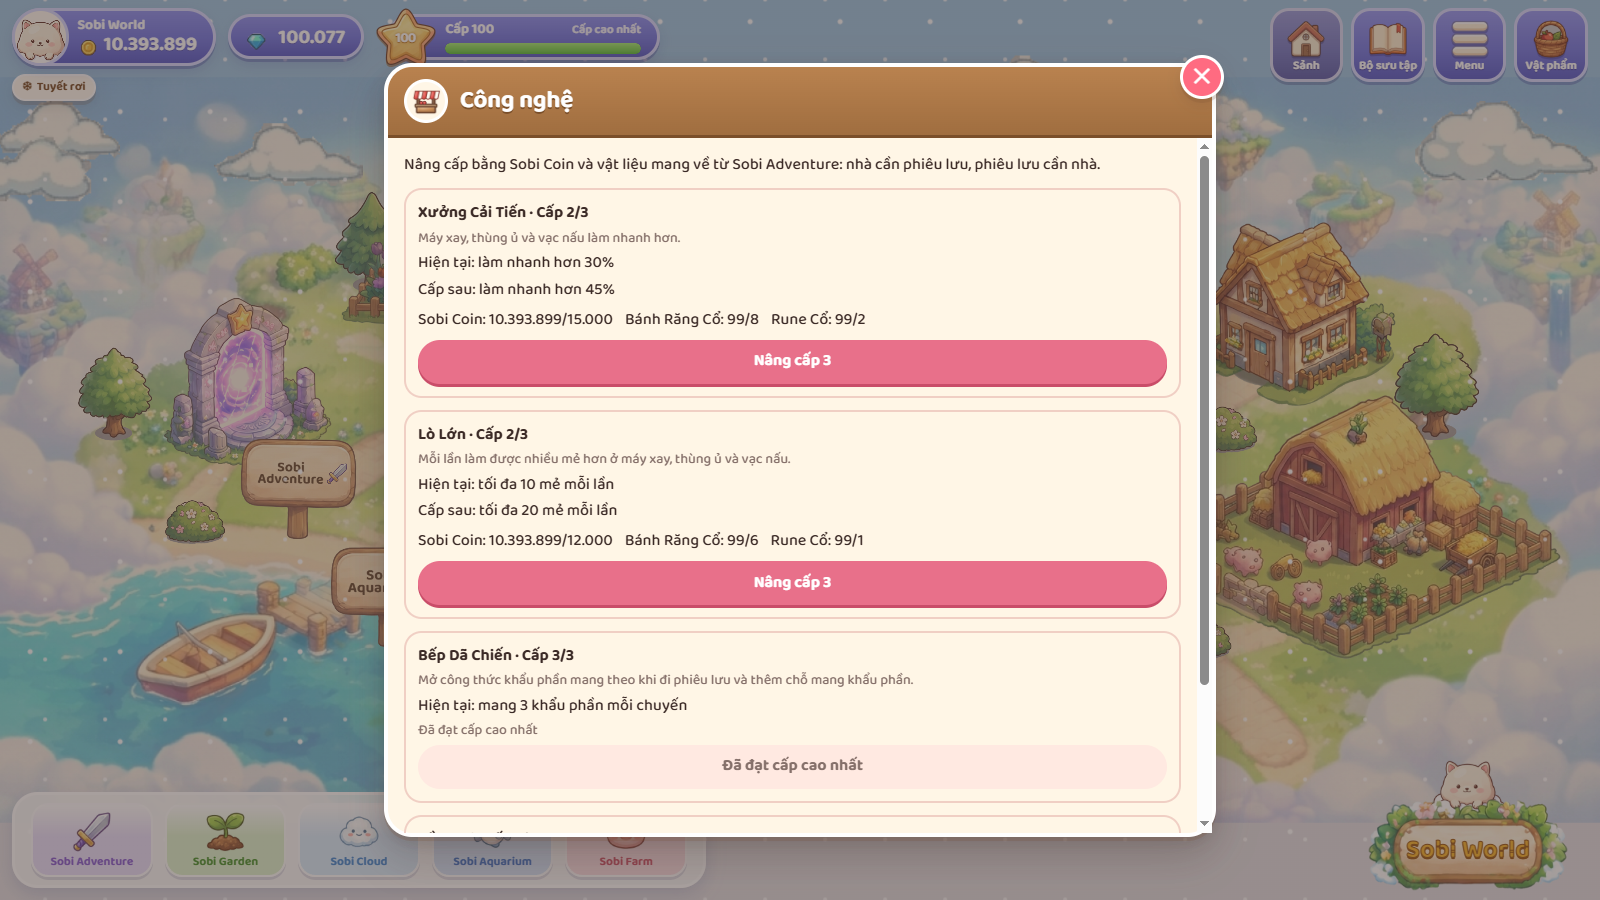 Sobi World
10.393.899
100.077
100
Cấp 100
Cấp cao nhất
Sảnh
Bộ sưu tập
Menu
Vật phẩm
Tuyết rơi
Công nghệ
Nâng cấp bằng Sobi Coin và vật liệu mang về từ Sobi Adventure: nhà cần phiêu lưu, phiêu lưu cần nhà.
Xưởng Cải Tiến · Cấp 2/3
Máy xay, thùng ủ và vạc nấu làm nhanh hơn.
Hiện tại: làm nhanh hơn 30%
Cấp sau: làm nhanh hơn 45%
Sobi Coin: 10.393.899/15.000 Bánh Răng Cổ: 99/8 Rune Cổ: 99/2
Nâng cấp 3
Lò Lớn · Cấp 2/3
Mỗi lần làm được nhiều mẻ hơn ở máy xay, thùng ủ và vạc nấu.
Hiện tại: tối đa 10 mẻ mỗi lần
Cấp sau: tối đa 20 mẻ mỗi lần
Sobi Coin: 10.393.899/12.000 Bánh Răng Cổ: 99/6 Rune Cổ: 99/1
Nâng cấp 3
Bếp Dã Chiến · Cấp 3/3
Mở công thức khẩu phần mang theo khi đi phiêu lưu và thêm chỗ mang khẩu phần.
Hiện tại: mang 3 khẩu phần mỗi chuyến
Đã đạt cấp cao nhất
Đã đạt cấp cao nhất
Sobi
Adventure
Sobi Adventure
Sobi Garden
Sobi Cloud
Sobi Aquarium
Sobi Farm
Sobi World